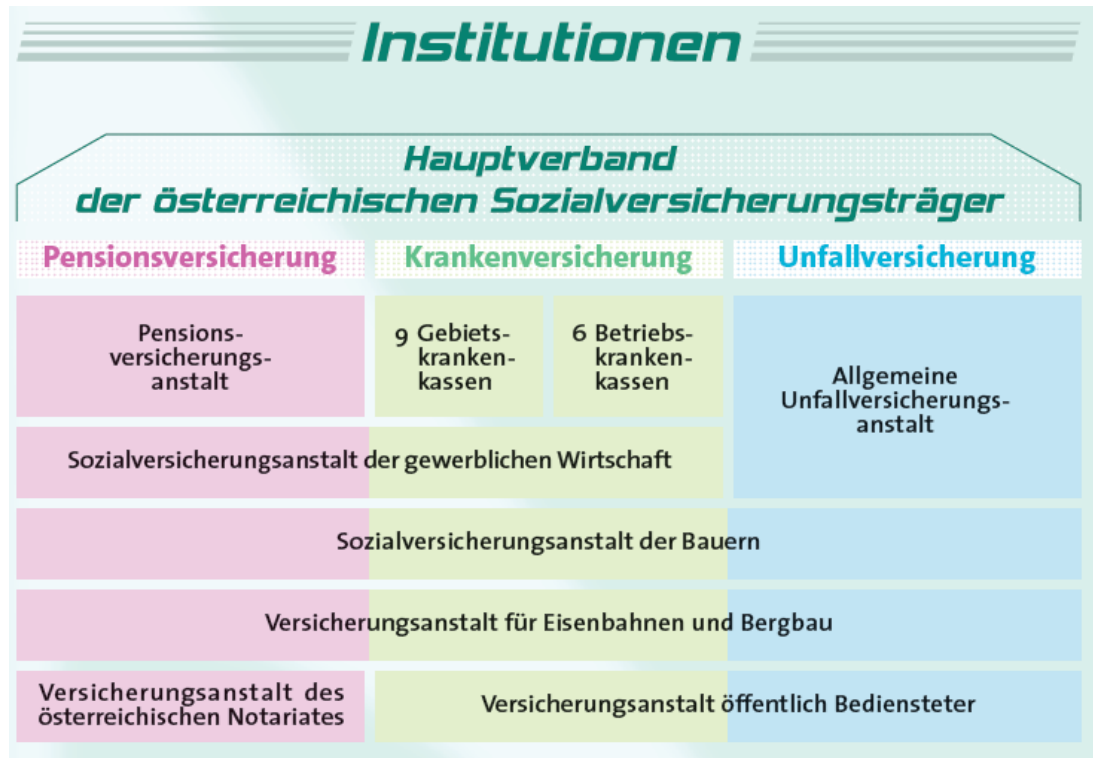 Institutionen
Hauptverband
der österreichischen Sozialversicherungsträger
Pensionsversicherung
Krankenversicherung
Unfallversicherung
Pensions-
versicherungs-
anstalt
9 Gebiets-
kranken-
kassen
6 Betriebs-
kranken-
kassen
Allgemeine
Unfallversicherungs-
anstalt
Sozialversicherungsanstalt der gewerblichen Wirtschaft
Sozialversicherungsanstalt der Bauern
Versicherungsanstalt für Eisenbahnen und Bergbau
Versicherungsanstalt des
österreichischen Notariates
Versicherungsanstalt öffentlich Bediensteter